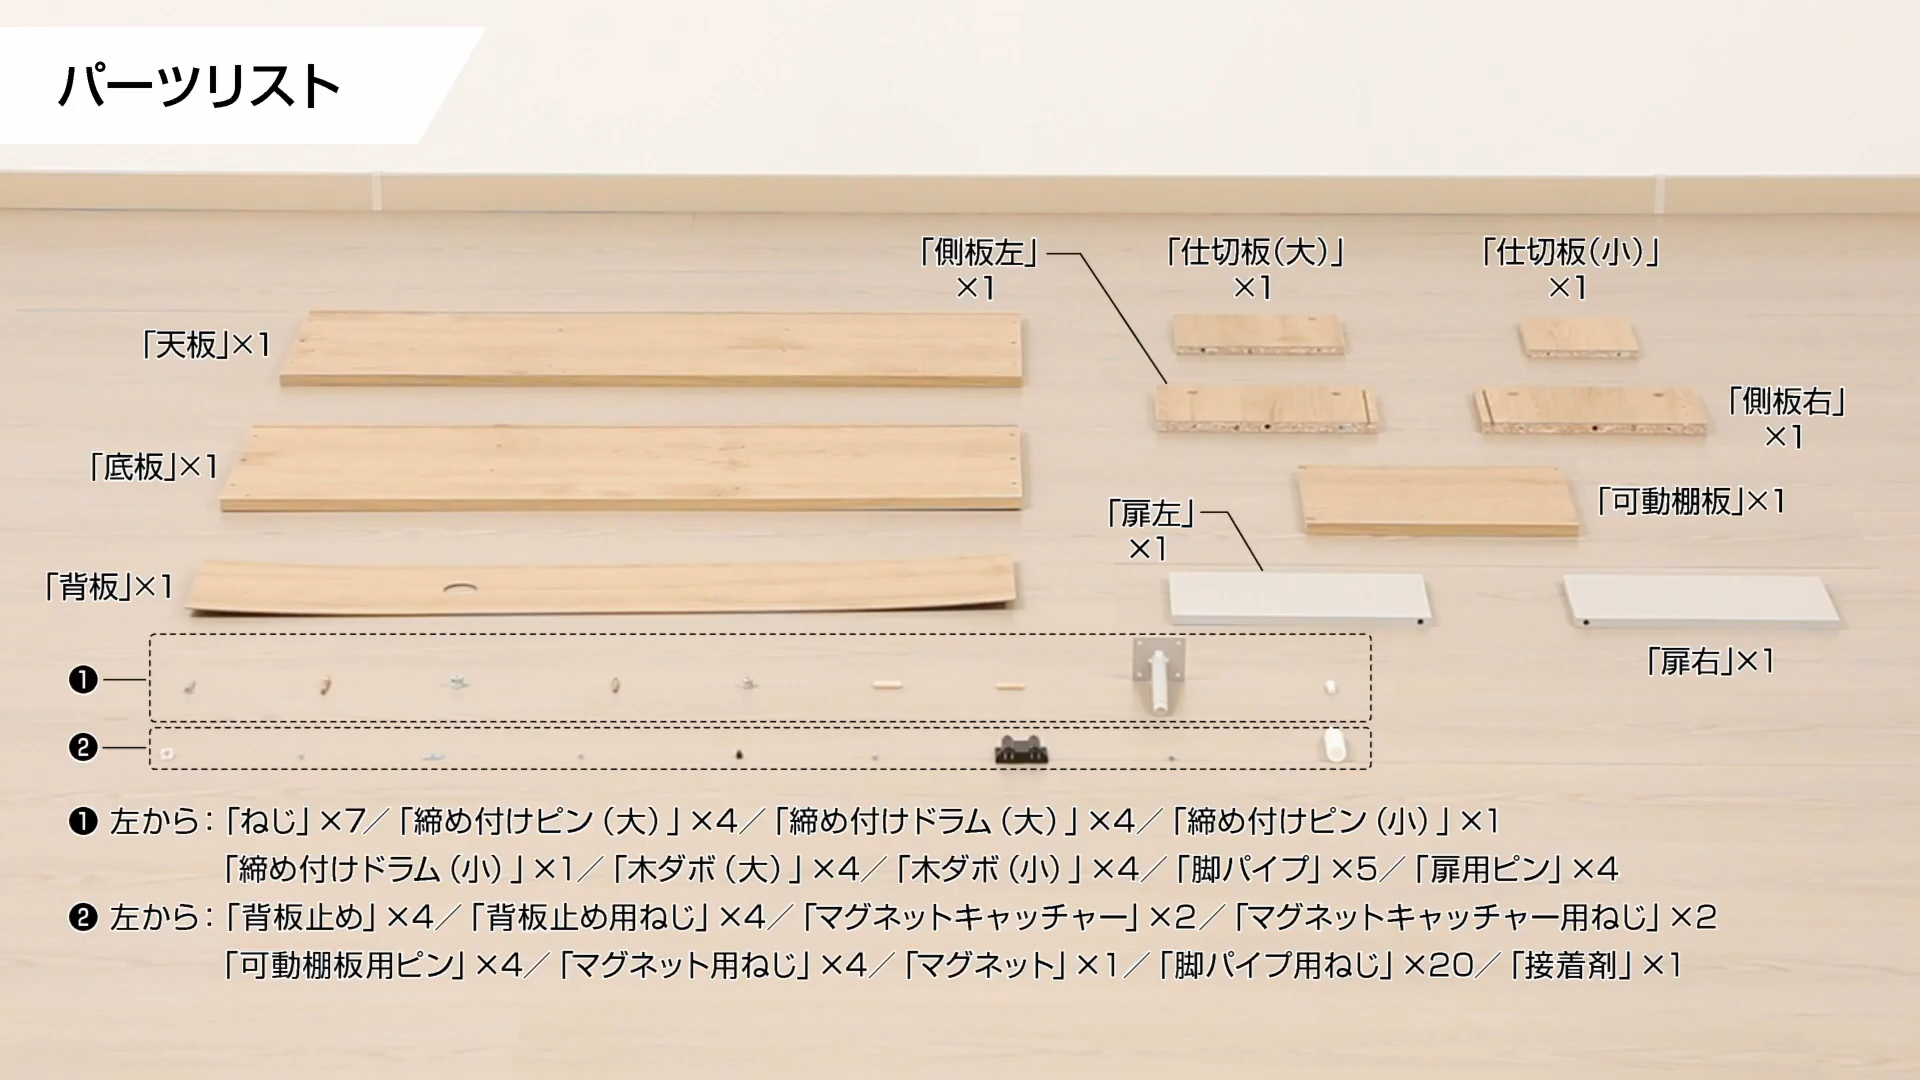 パーツリスト
「側板左」
×1
「仕切板(大)」
×1
「仕切板(小)」
×1
「天板」×1
「側板右」
×1
「底板」×1
「可動棚板」×1
「扉左」
×1
「背板」×1
「扉右」×1
❶
❷
❶ 左から：「ねじ」×7／「締め付けピン（大）」×4／「締め付けドラム（大）」×4／「締め付けピン（小）」×1
「締め付けドラム（小）」×1／「木ダボ（大）」×4／「木ダボ（小）」×4／「脚パイプ」×5／「扉用ピン」×4
❷ 左から：「背板止め」×4／「背板止め用ねじ」×4／「マグネットキャッチャー」×2／「マグネットキャッチャー用ねじ」×2
「可動棚板用ピン」×4／「マグネット用ねじ」×4／「マグネット」×1／「脚パイプ用ねじ」×20／「接着剤」×1